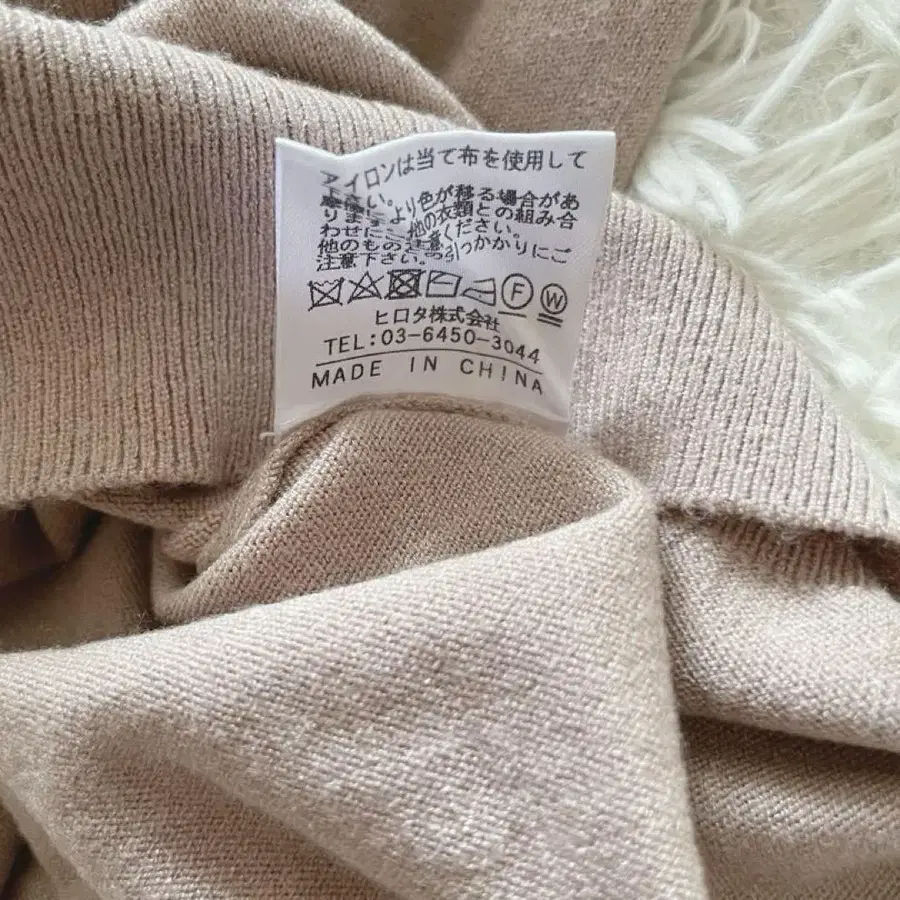 アイロンは当て布を使用して
下さい。
摩擦により色が移る場合があ
りますので他の衣類との組み合
わせにご注意ください。
他のものとの引っかかりにご
注意下さい。
F W
ヒロタ株式会社
TEL:03-6450-3044
MADE IN CHINA